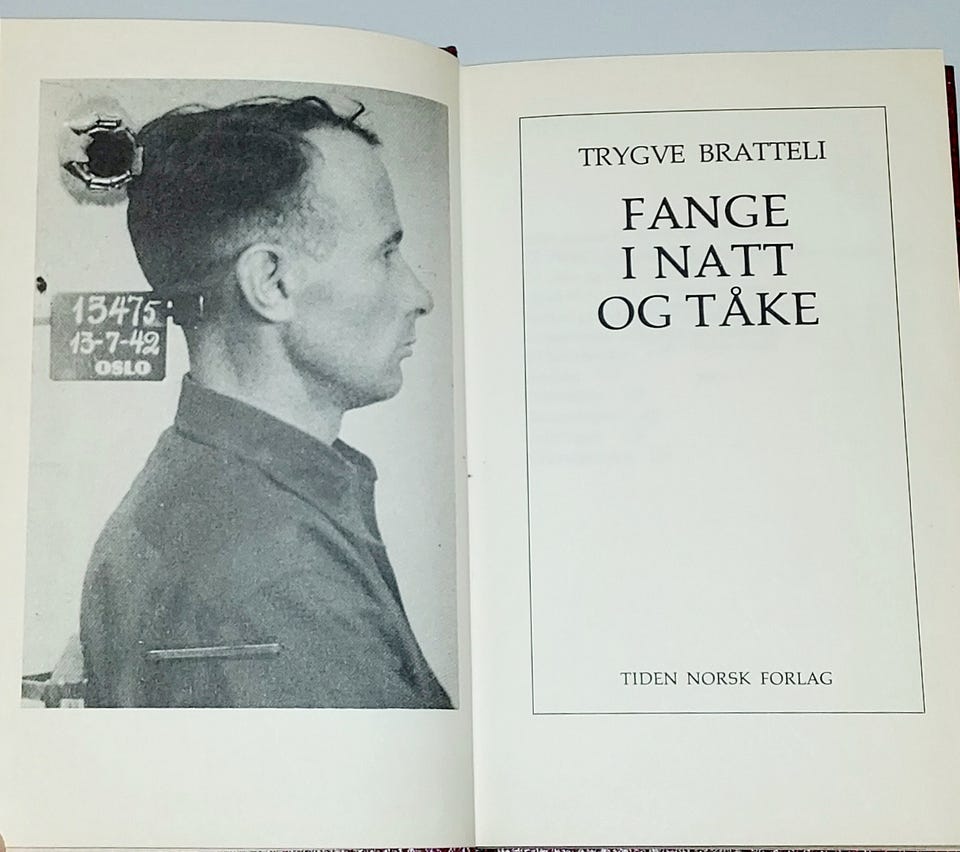 13475:
13-7-42
OSLO
TRYGVE BRATTELI
FANGE
I NATT
OG TÅKE
TIDEN NORSK FORLAG